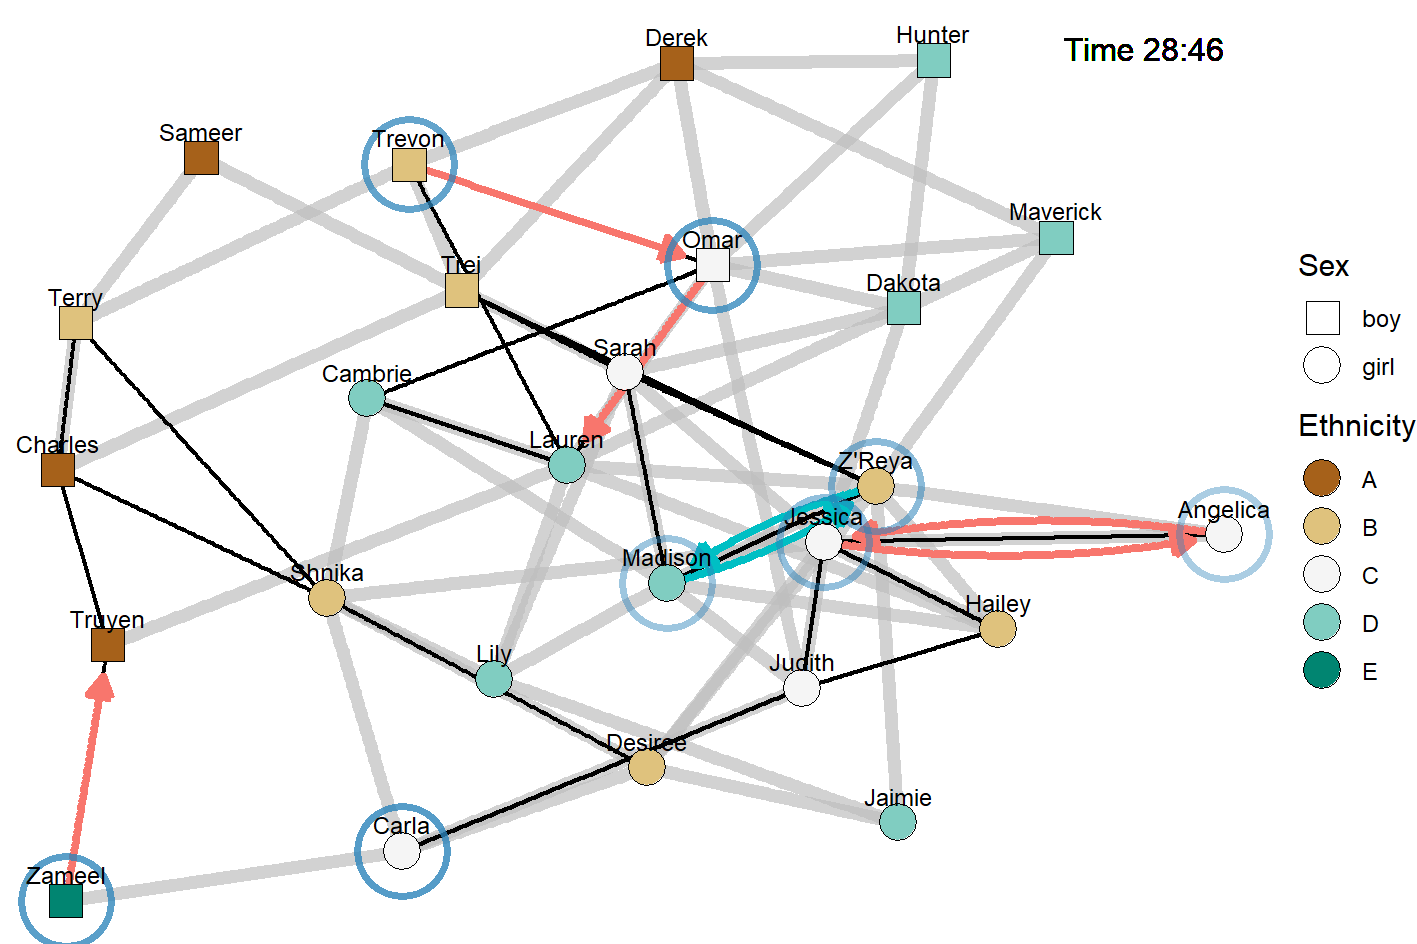 Derek
Hunter
Time 28:46
Sameer
Trevon
Maverick
Omar
Trei
Dakota
Terry
Sarah
Cambrie
Charles
Lauren
Z'Reya
Jessica
Angelica
Madison
Shnika
Hailey
Truyen
Lily
Judith
Desiree
Jaimie
Carla
Zameel
Sex
boy
girl
Ethnicity
A
B
C
D
E